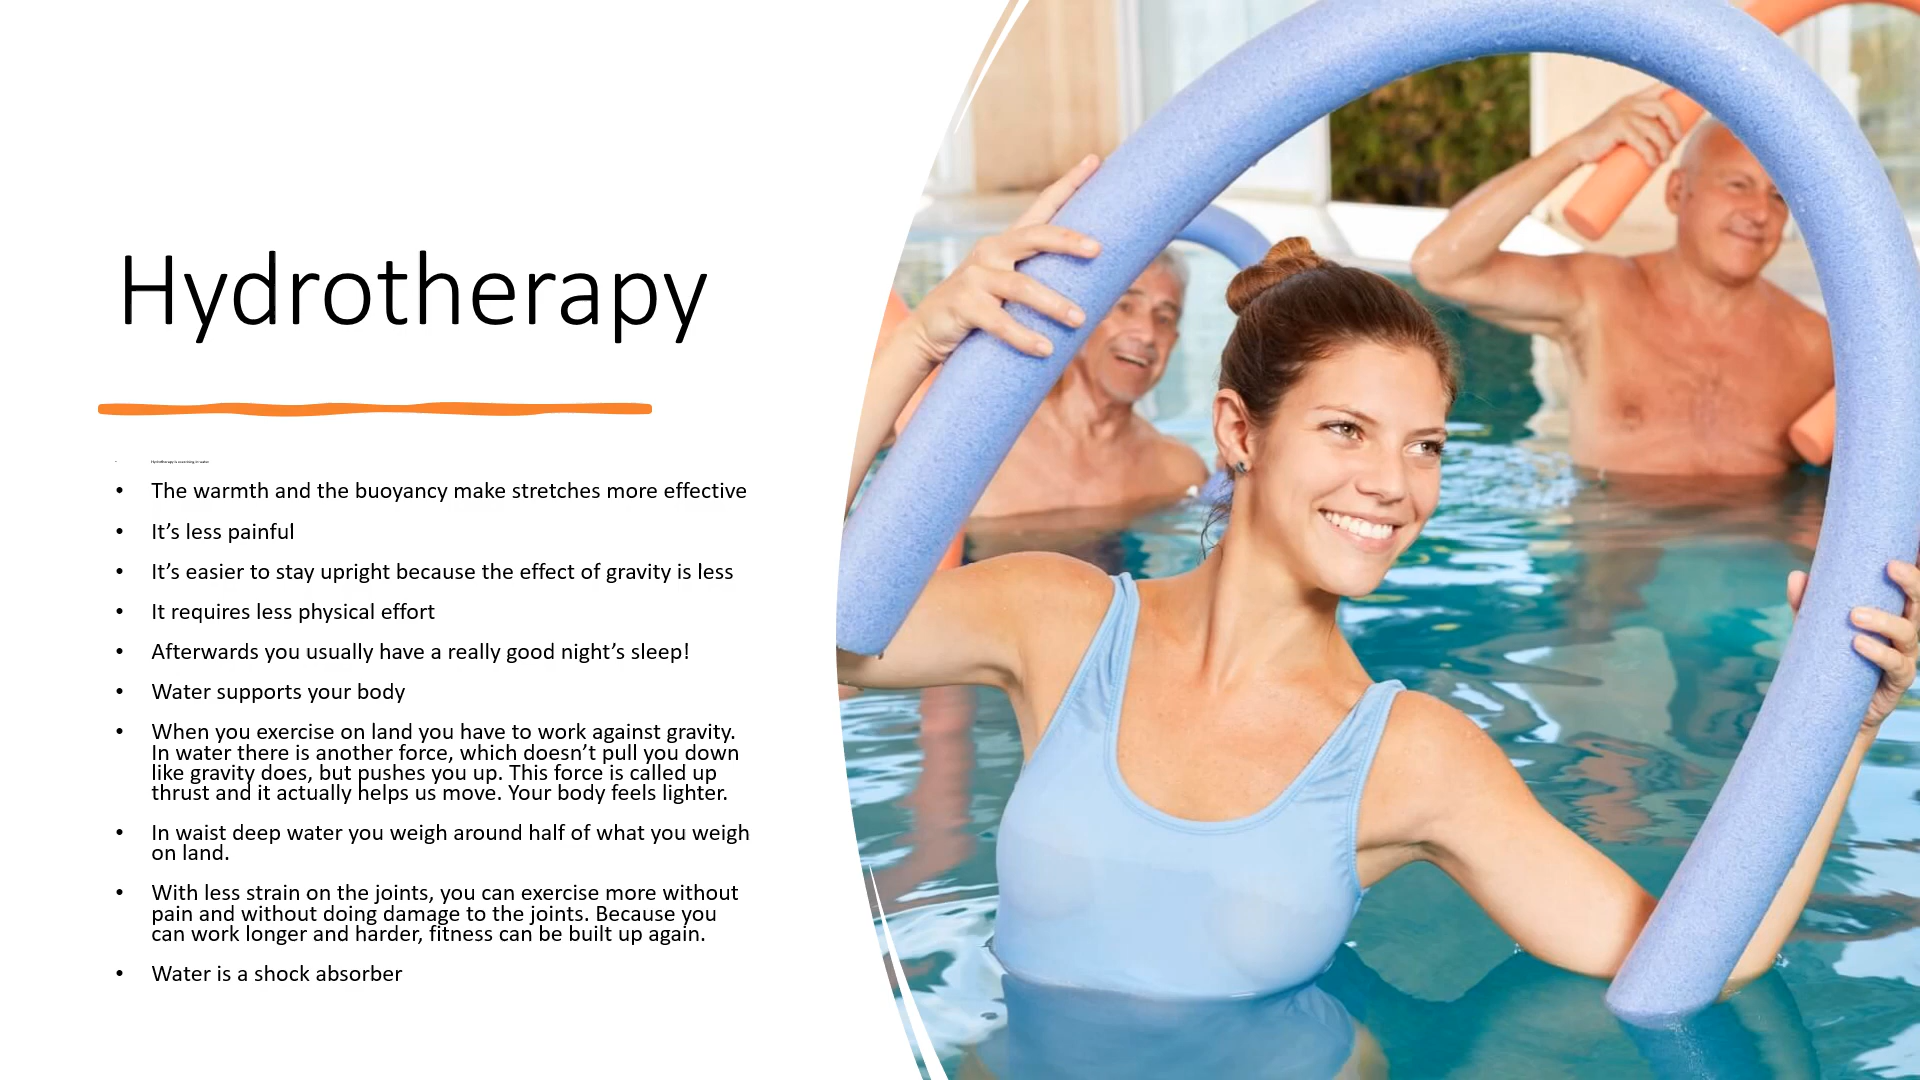 Hydrotherapy
• Hydrotherapy is exercising in water
• The warmth and the buoyancy make stretches more effective
• It’s less painful
• It’s easier to stay upright because the effect of gravity is less
• It requires less physical effort
• Afterwards you usually have a really good night’s sleep!
• Water supports your body
• When you exercise on land you have to work against gravity.
In water there is another force, which doesn’t pull you down
like gravity does, but pushes you up. This force is called up
thrust and it actually helps us move. Your body feels lighter.
• In waist deep water you weigh around half of what you weigh
on land.
• With less strain on the joints, you can exercise more without
pain and without doing damage to the joints. Because you
can work longer and harder, fitness can be built up again.
• Water is a shock absorber